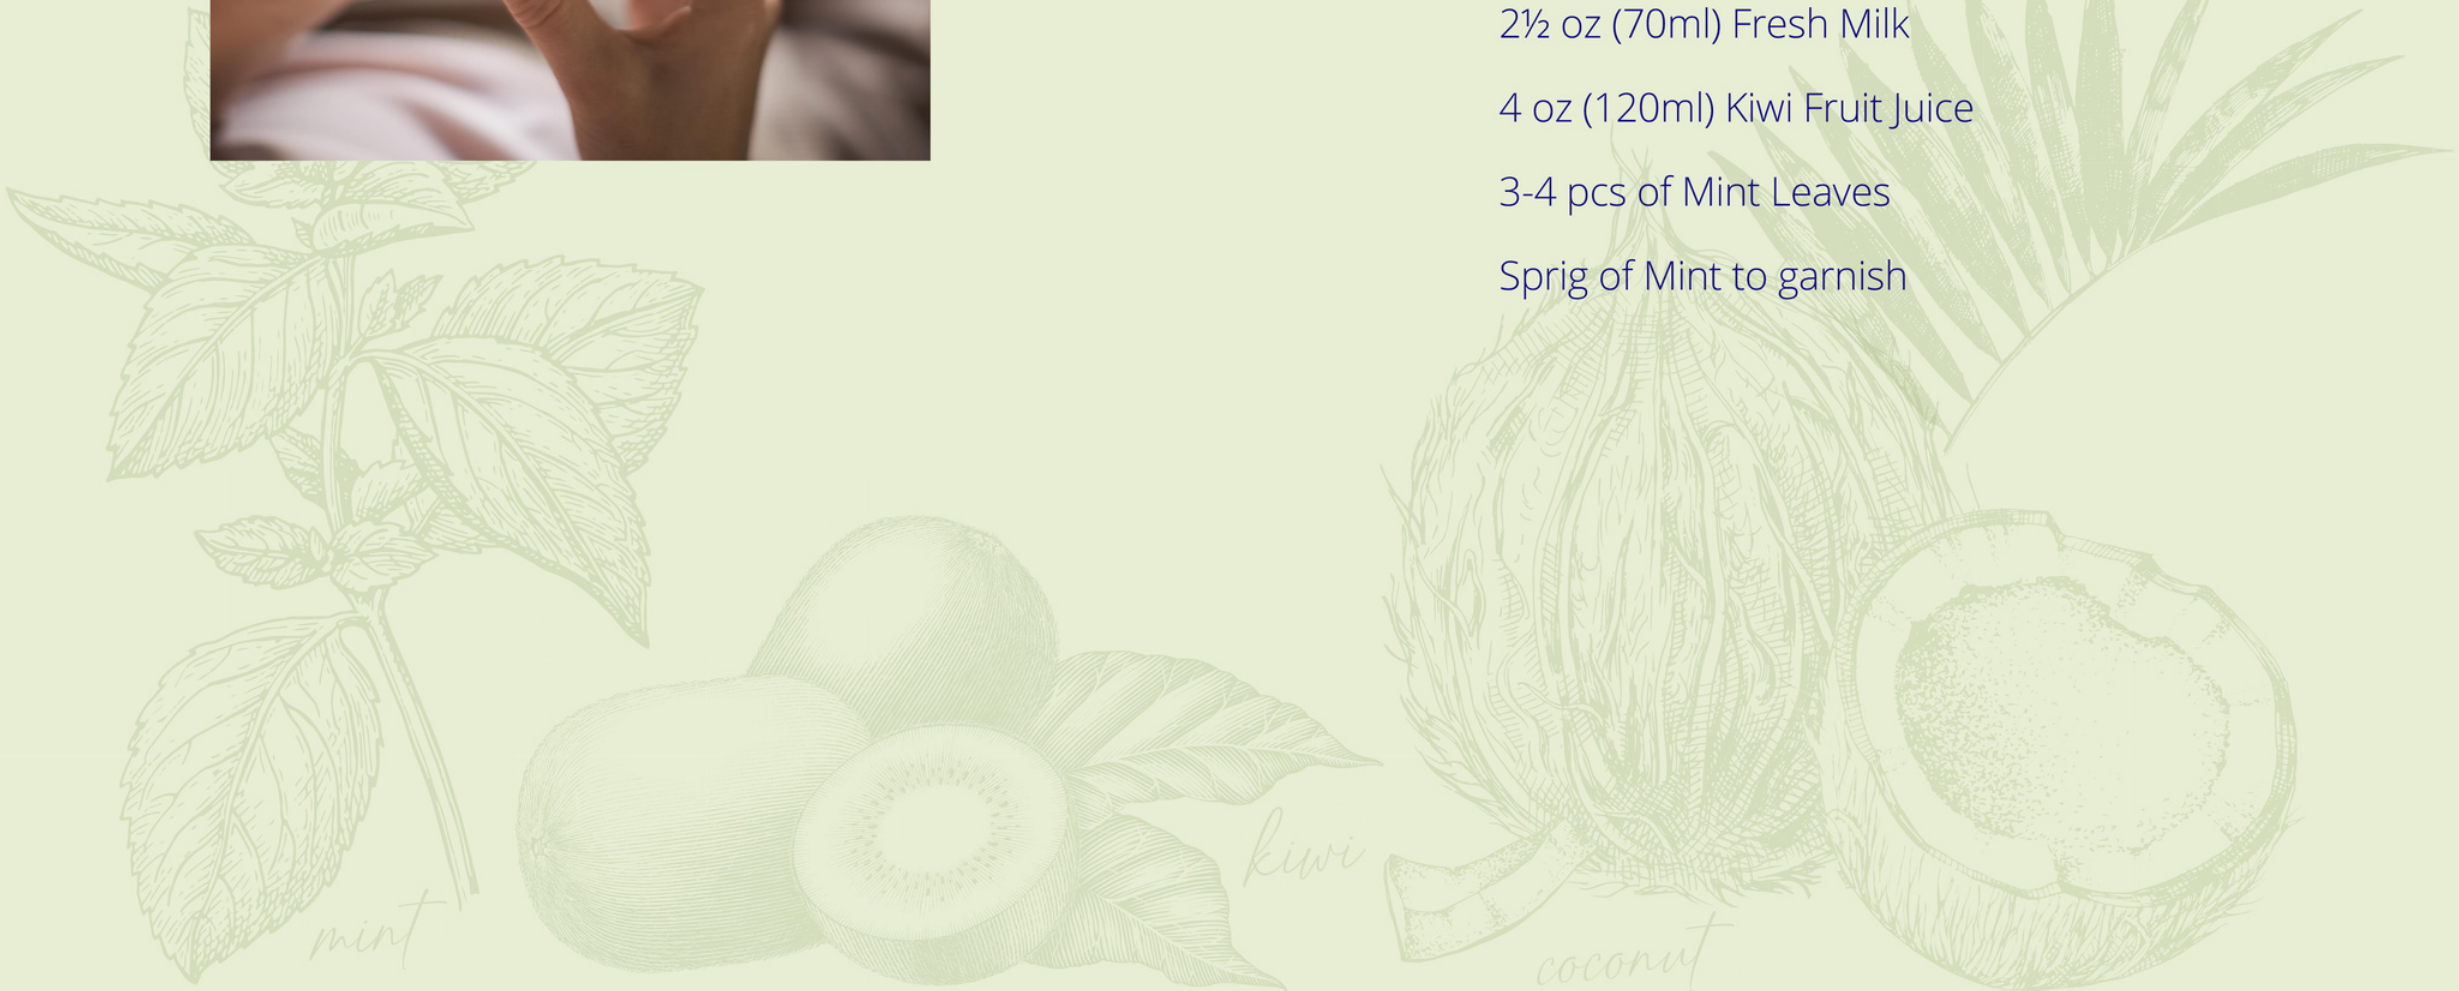 2½ oz (70ml) Fresh Milk
4 oz (120ml) Kiwi Fruit Juice
3-4 pcs of Mint Leaves
Sprig of Mint to garnish
kiwi
mint
coconut